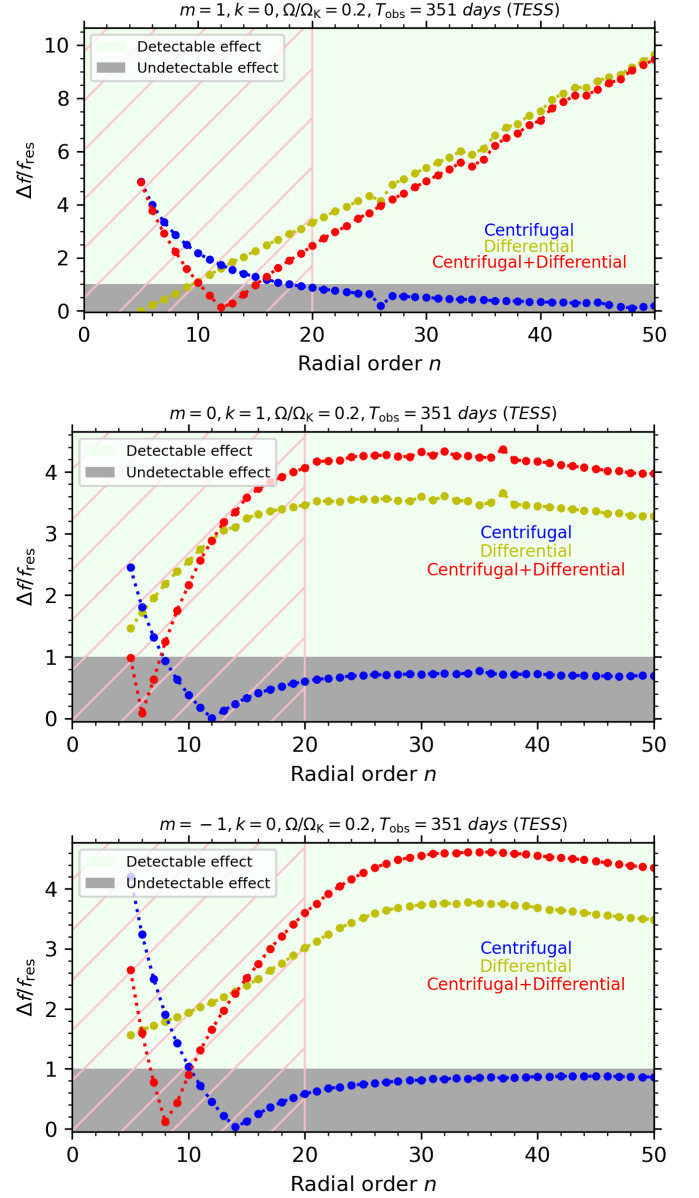 m = 1, k = 0, Ω/Ω_K = 0.2, T_obs = 351 days (TESS)
Detectable effect
Undetectable effect
Δf/f_res
10
8
6
4
2
0
Centrifugal
Differential
Centrifugal+Differential
0 10 20 30 40 50
Radial order n
m = 0, k = 1, Ω/Ω_K = 0.2, T_obs = 351 days (TESS)
Detectable effect
Undetectable effect
Δf/f_res
4
3
2
1
0
Centrifugal
Differential
Centrifugal+Differential
0 10 20 30 40 50
Radial order n
m = −1, k = 0, Ω/Ω_K = 0.2, T_obs = 351 days (TESS)
Detectable effect
Undetectable effect
Δf/f_res
4
3
2
1
0
Centrifugal
Differential
Centrifugal+Differential
0 10 20 30 40 50
Radial order n